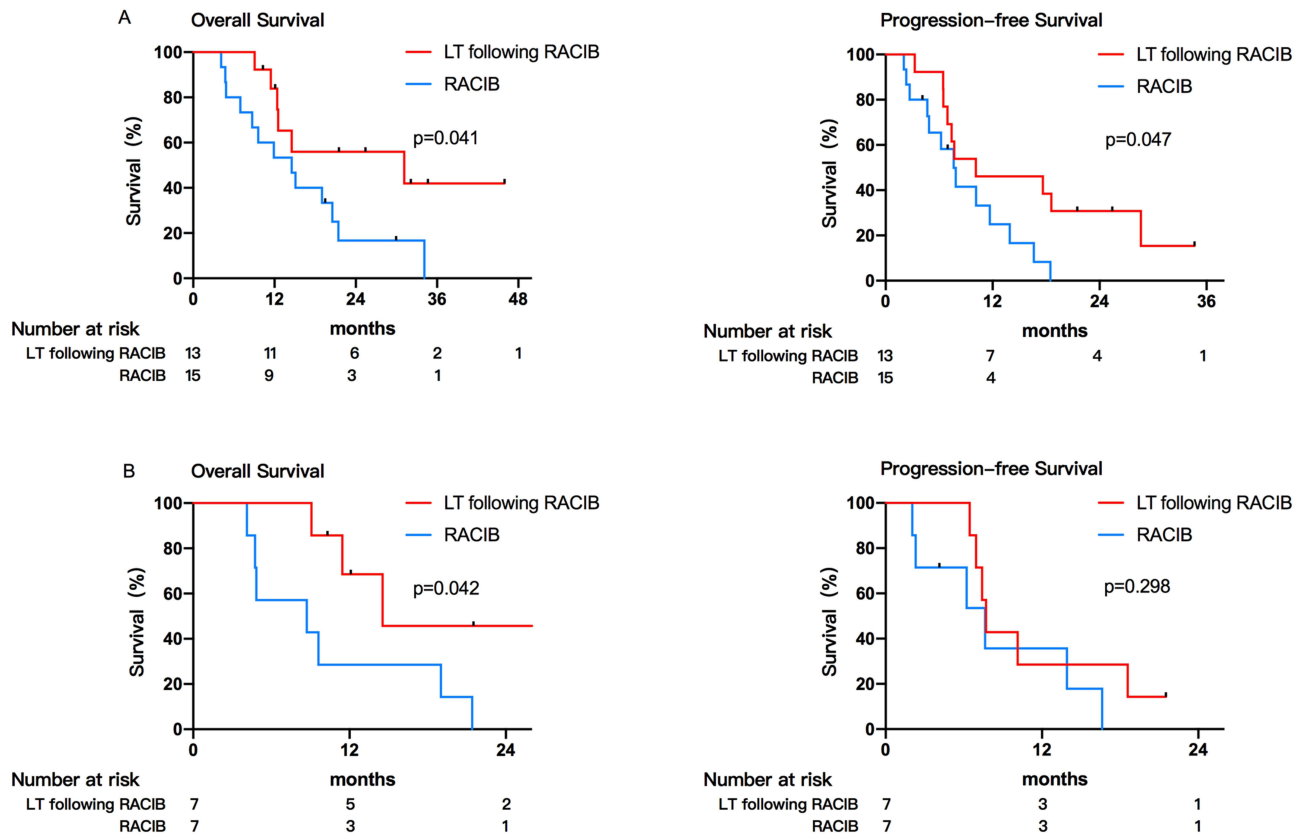 A
Overall Survival
Survival (%)
100
80
60
40
20
0
0 12 24 36 48
months
LT following RACIB
RACIB
p=0.041
Number at risk
LT following RACIB 13 11 6 2 1
RACIB 15 9 3 1
Progression-free Survival
Survival (%)
100
80
60
40
20
0
0 12 24 36
months
LT following RACIB
RACIB
p=0.047
Number at risk
LT following RACIB 13 7 4 1
RACIB 15 4
B
Overall Survival
Survival (%)
100
80
60
40
20
0
0 12 24
months
LT following RACIB
RACIB
p=0.042
Number at risk
LT following RACIB 7 5 2
RACIB 7 3 1
Progression-free Survival
Survival (%)
100
80
60
40
20
0
0 12 24
months
LT following RACIB
RACIB
p=0.298
Number at risk
LT following RACIB 7 3 1
RACIB 7 3 1